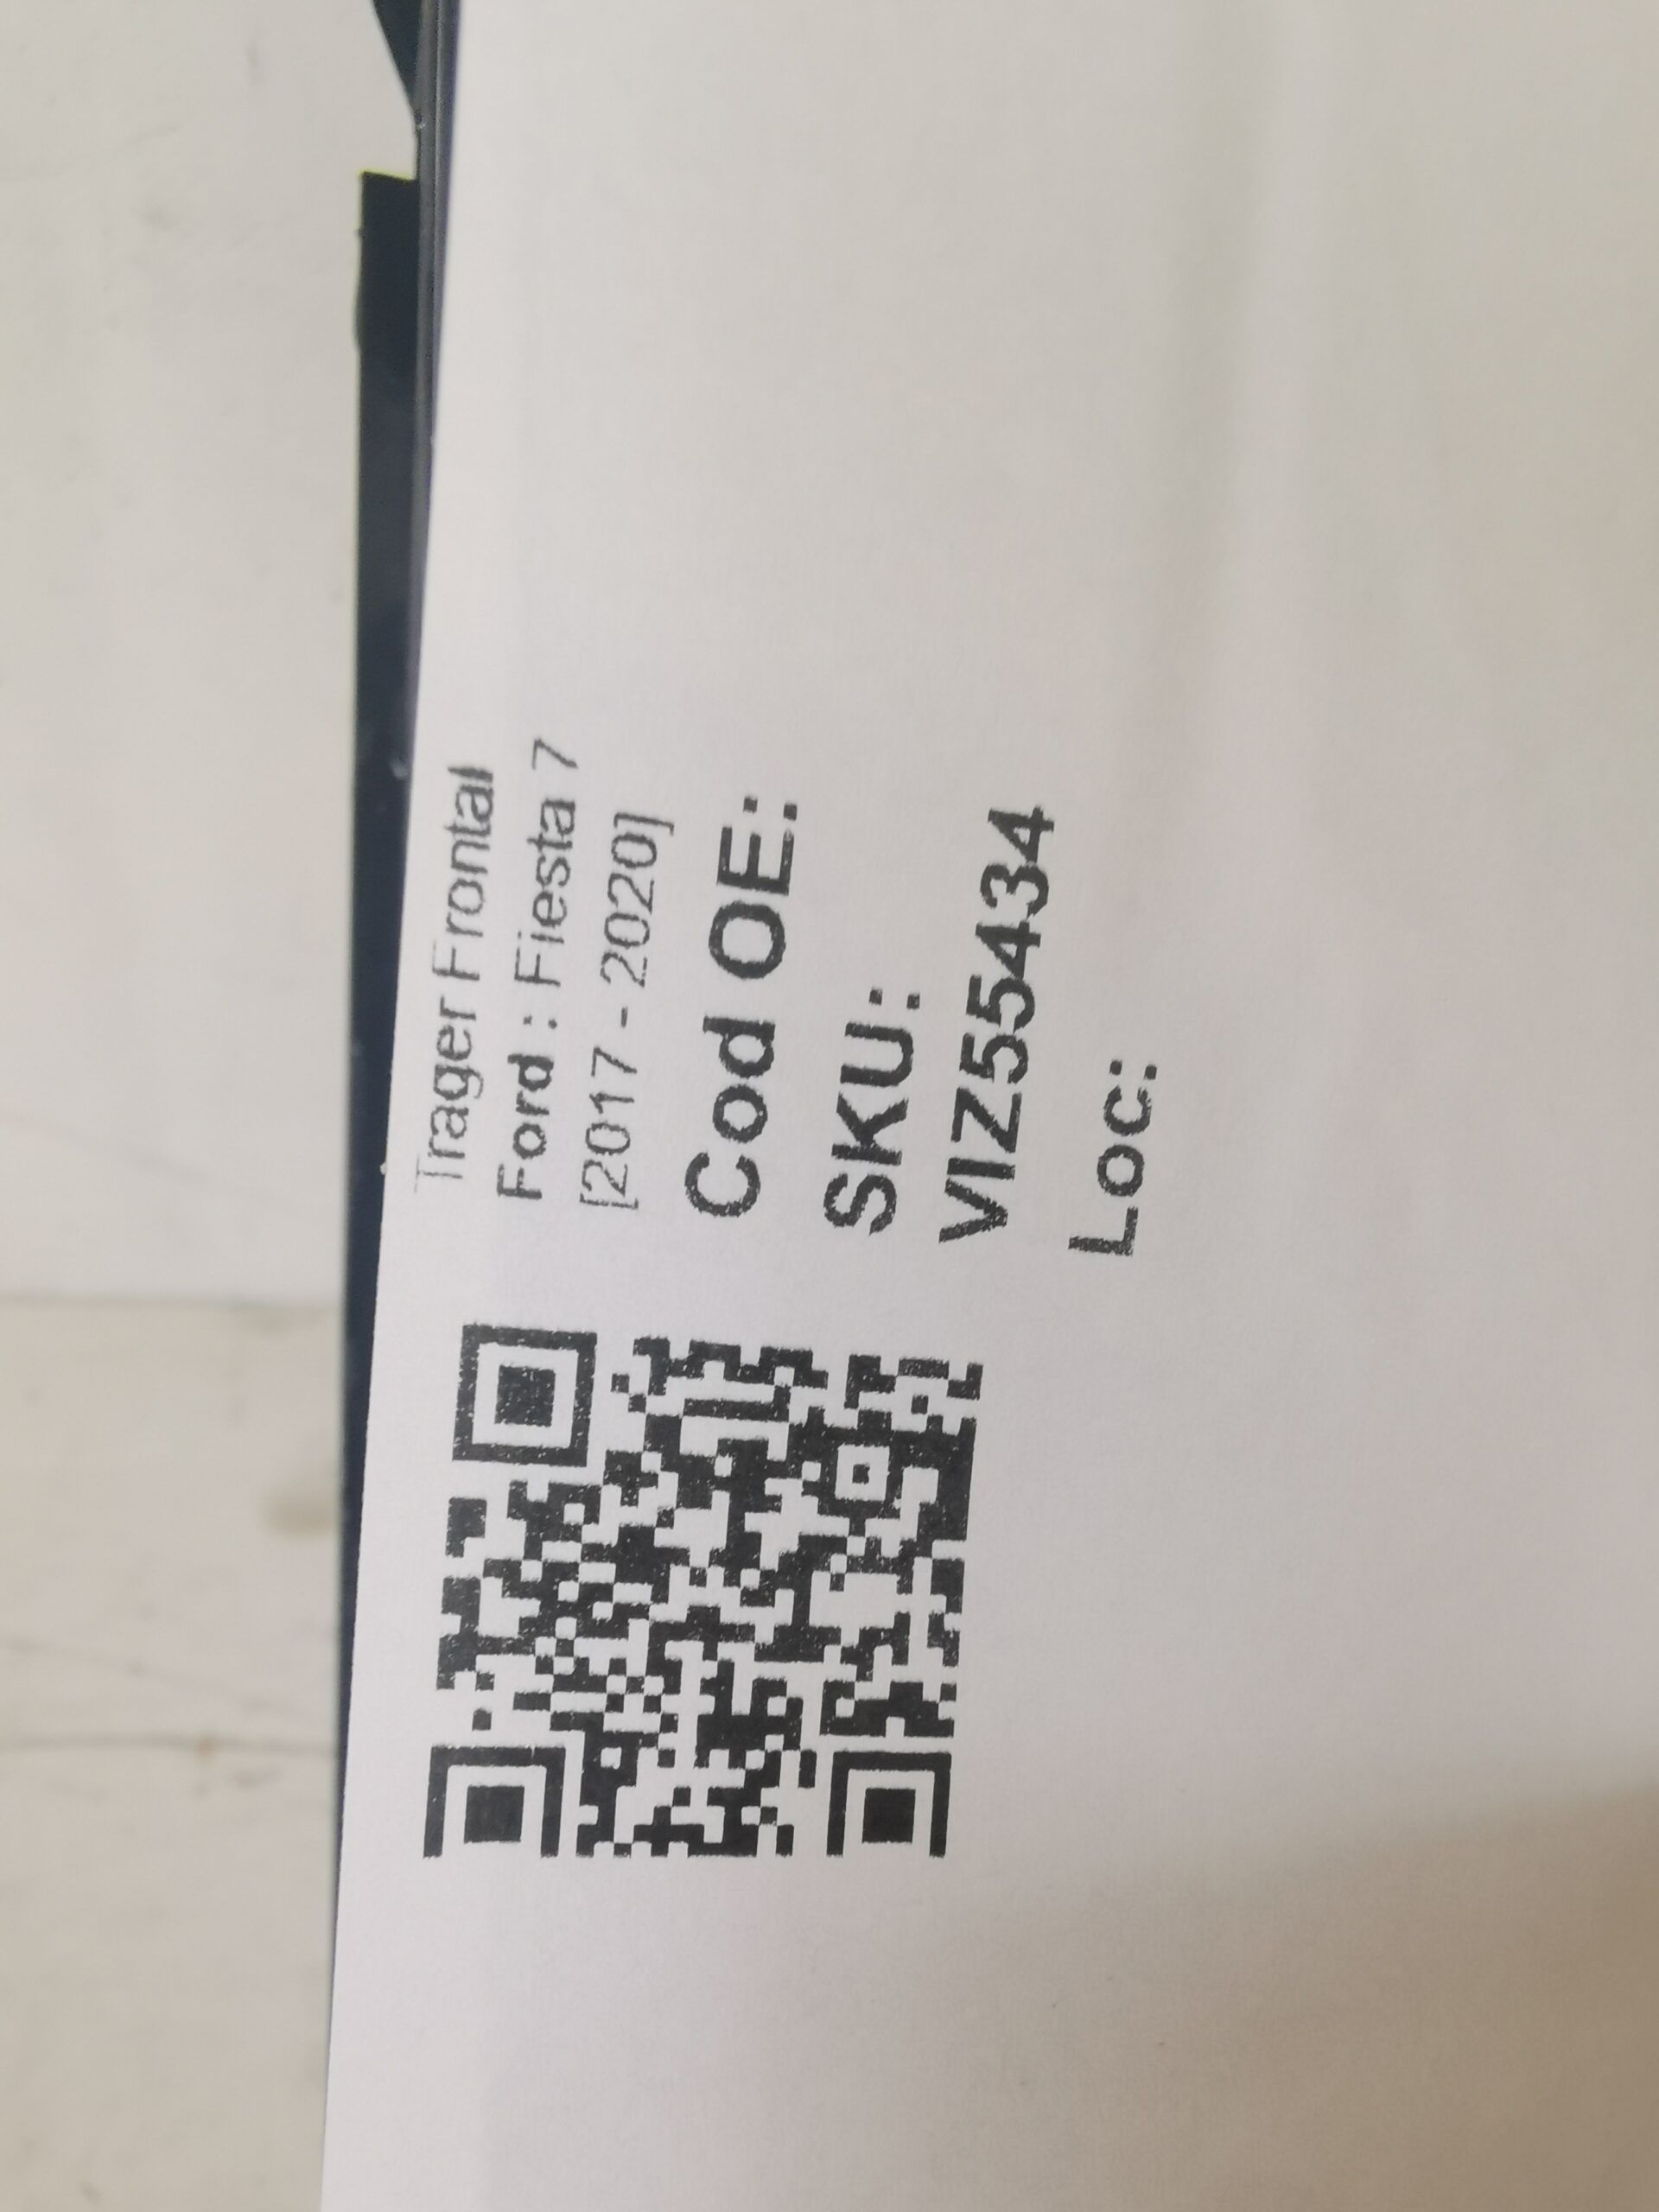 Trager Frontal
Ford : Fiesta 7
[2017 - 2020]
Cod OE:
SKU:
VIZ55434
Loc: